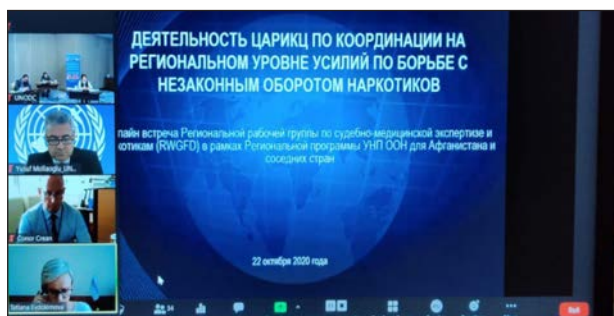 ДЕЯТЕЛЬНОСТЬ ЦАРИКЦ ПО КООРДИНАЦИИ НА
РЕГИОНАЛЬНОМ УРОВНЕ УСИЛИЙ ПО БОРЬБЕ С
НЕЗАКОННЫМ ОБОРОТОМ НАРКОТИКОВ
лайн встреча Региональной рабочей группы по судебно-медицинской экспертизе и
котикам (RWGFD) в рамках Региональной программы УНП ООН для Афганистана и
соседних стран
22 октября 2020 года
UNODC
Yusuf
Conor Crean
34